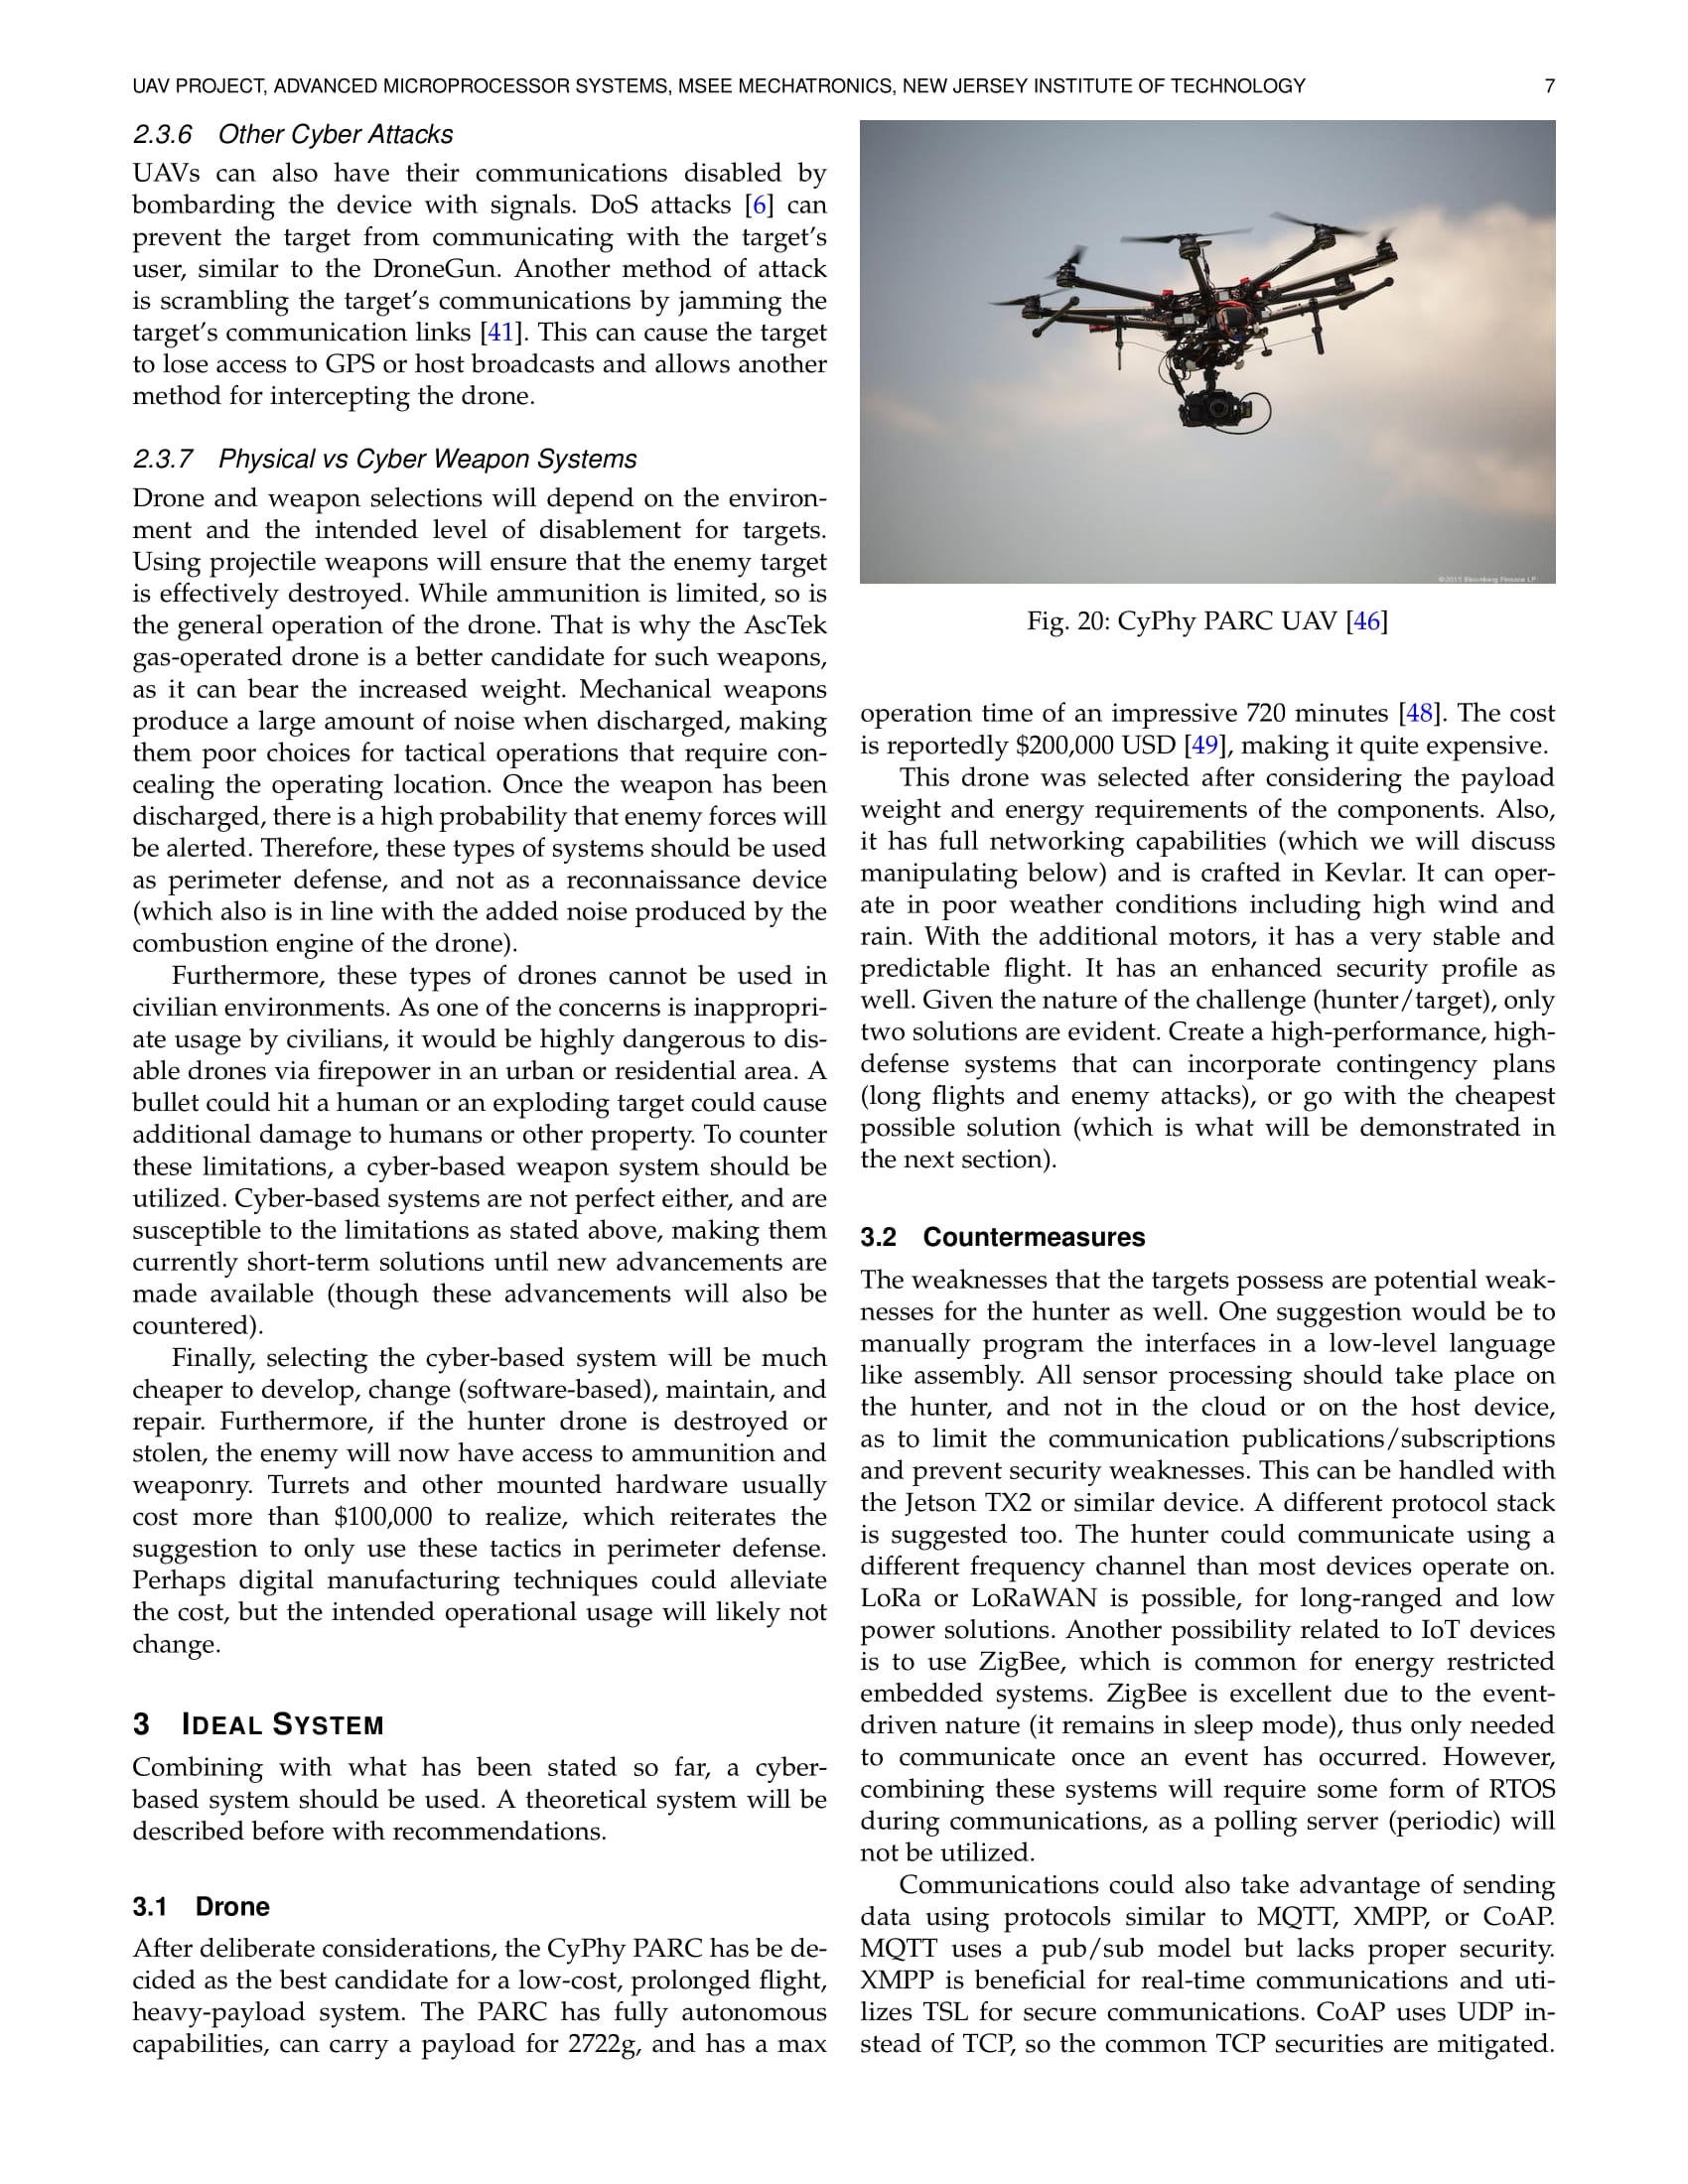 UAV PROJECT, ADVANCED MICROPROCESSOR SYSTEMS, MSEE MECHATRONICS, NEW JERSEY INSTITUTE OF TECHNOLOGY 7
2.3.6 Other Cyber Attacks
UAVs can also have their communications disabled by
bombarding the device with signals. DoS attacks [6] can
prevent the target from communicating with the target's
user, similar to the DroneGun. Another method of attack
is scrambling the target's communications by jamming the
target's communication links [41]. This can cause the target
to lose access to GPS or host broadcasts and allows another
method for intercepting the drone.
2.3.7 Physical vs Cyber Weapon Systems
Drone and weapon selections will depend on the environ-
ment and the intended level of disablement for targets.
Using projectile weapons will ensure that the enemy target
is effectively destroyed. While ammunition is limited, so is
the general operation of the drone. That is why the AscTek
gas-operated drone is a better candidate for such weapons,
as it can bear the increased weight. Mechanical weapons
produce a large amount of noise when discharged, making
them poor choices for tactical operations that require con-
cealing the operating location. Once the weapon has been
discharged, there is a high probability that enemy forces will
be alerted. Therefore, these types of systems should be used
as perimeter defense, and not as a reconnaissance device
(which also is in line with the added noise produced by the
combustion engine of the drone).
Furthermore, these types of drones cannot be used in
civilian environments. As one of the concerns is inappropri-
ate usage by civilians, it would be highly dangerous to dis-
able drones via firepower in an urban or residential area. A
bullet could hit a human or an exploding target could cause
additional damage to humans or other property. To counter
these limitations, a cyber-based weapon system should be
utilized. Cyber-based systems are not perfect either, and are
susceptible to the limitations as stated above, making them
currently short-term solutions until new advancements are
made available (though these advancements will also be
countered).
Finally, selecting the cyber-based system will be much
cheaper to develop, change (software-based), maintain, and
repair. Furthermore, if the hunter drone is destroyed or
stolen, the enemy will now have access to ammunition and
weaponry. Turrets and other mounted hardware usually
cost more than $100,000 to realize, which reiterates the
suggestion to only use these tactics in perimeter defense.
Perhaps digital manufacturing techniques could alleviate
the cost, but the intended operational usage will likely not
change.
3 IDEAL SYSTEM
Combining with what has been stated so far, a cyber-
based system should be used. A theoretical system will be
described before with recommendations.
3.1 Drone
After deliberate considerations, the CyPhy PARC has be de-
cided as the best candidate for a low-cost, prolonged flight,
heavy-payload system. The PARC has fully autonomous
capabilities, can carry a payload for 2722g, and has a max
©2015 Bloomberg Finance LP
Fig. 20: CyPhy PARC UAV [46]
operation time of an impressive 720 minutes [48]. The cost
is reportedly $200,000 USD [49], making it quite expensive.
This drone was selected after considering the payload
weight and energy requirements of the components. Also,
it has full networking capabilities (which we will discuss
manipulating below) and is crafted in Kevlar. It can oper-
ate in poor weather conditions including high wind and
rain. With the additional motors, it has a very stable and
predictable flight. It has an enhanced security profile as
well. Given the nature of the challenge (hunter/target), only
two solutions are evident. Create a high-performance, high-
defense systems that can incorporate contingency plans
(long flights and enemy attacks), or go with the cheapest
possible solution (which is what will be demonstrated in
the next section).
3.2 Countermeasures
The weaknesses that the targets possess are potential weak-
nesses for the hunter as well. One suggestion would be to
manually program the interfaces in a low-level language
like assembly. All sensor processing should take place on
the hunter, and not in the cloud or on the host device,
as to limit the communication publications/subscriptions
and prevent security weaknesses. This can be handled with
the Jetson TX2 or similar device. A different protocol stack
is suggested too. The hunter could communicate using a
different frequency channel than most devices operate on.
LoRa or LoRaWAN is possible, for long-ranged and low
power solutions. Another possibility related to IoT devices
is to use ZigBee, which is common for energy restricted
embedded systems. ZigBee is excellent due to the event-
driven nature (it remains in sleep mode), thus only needed
to communicate once an event has occurred. However,
combining these systems will require some form of RTOS
during communications, as a polling server (periodic) will
not be utilized.
Communications could also take advantage of sending
data using protocols similar to MQTT, XMPP, or CoAP.
MQTT uses a pub/sub model but lacks proper security.
XMPP is beneficial for real-time communications and uti-
lizes TSL for secure communications. CoAP uses UDP in-
stead of TCP, so the common TCP securities are mitigated.